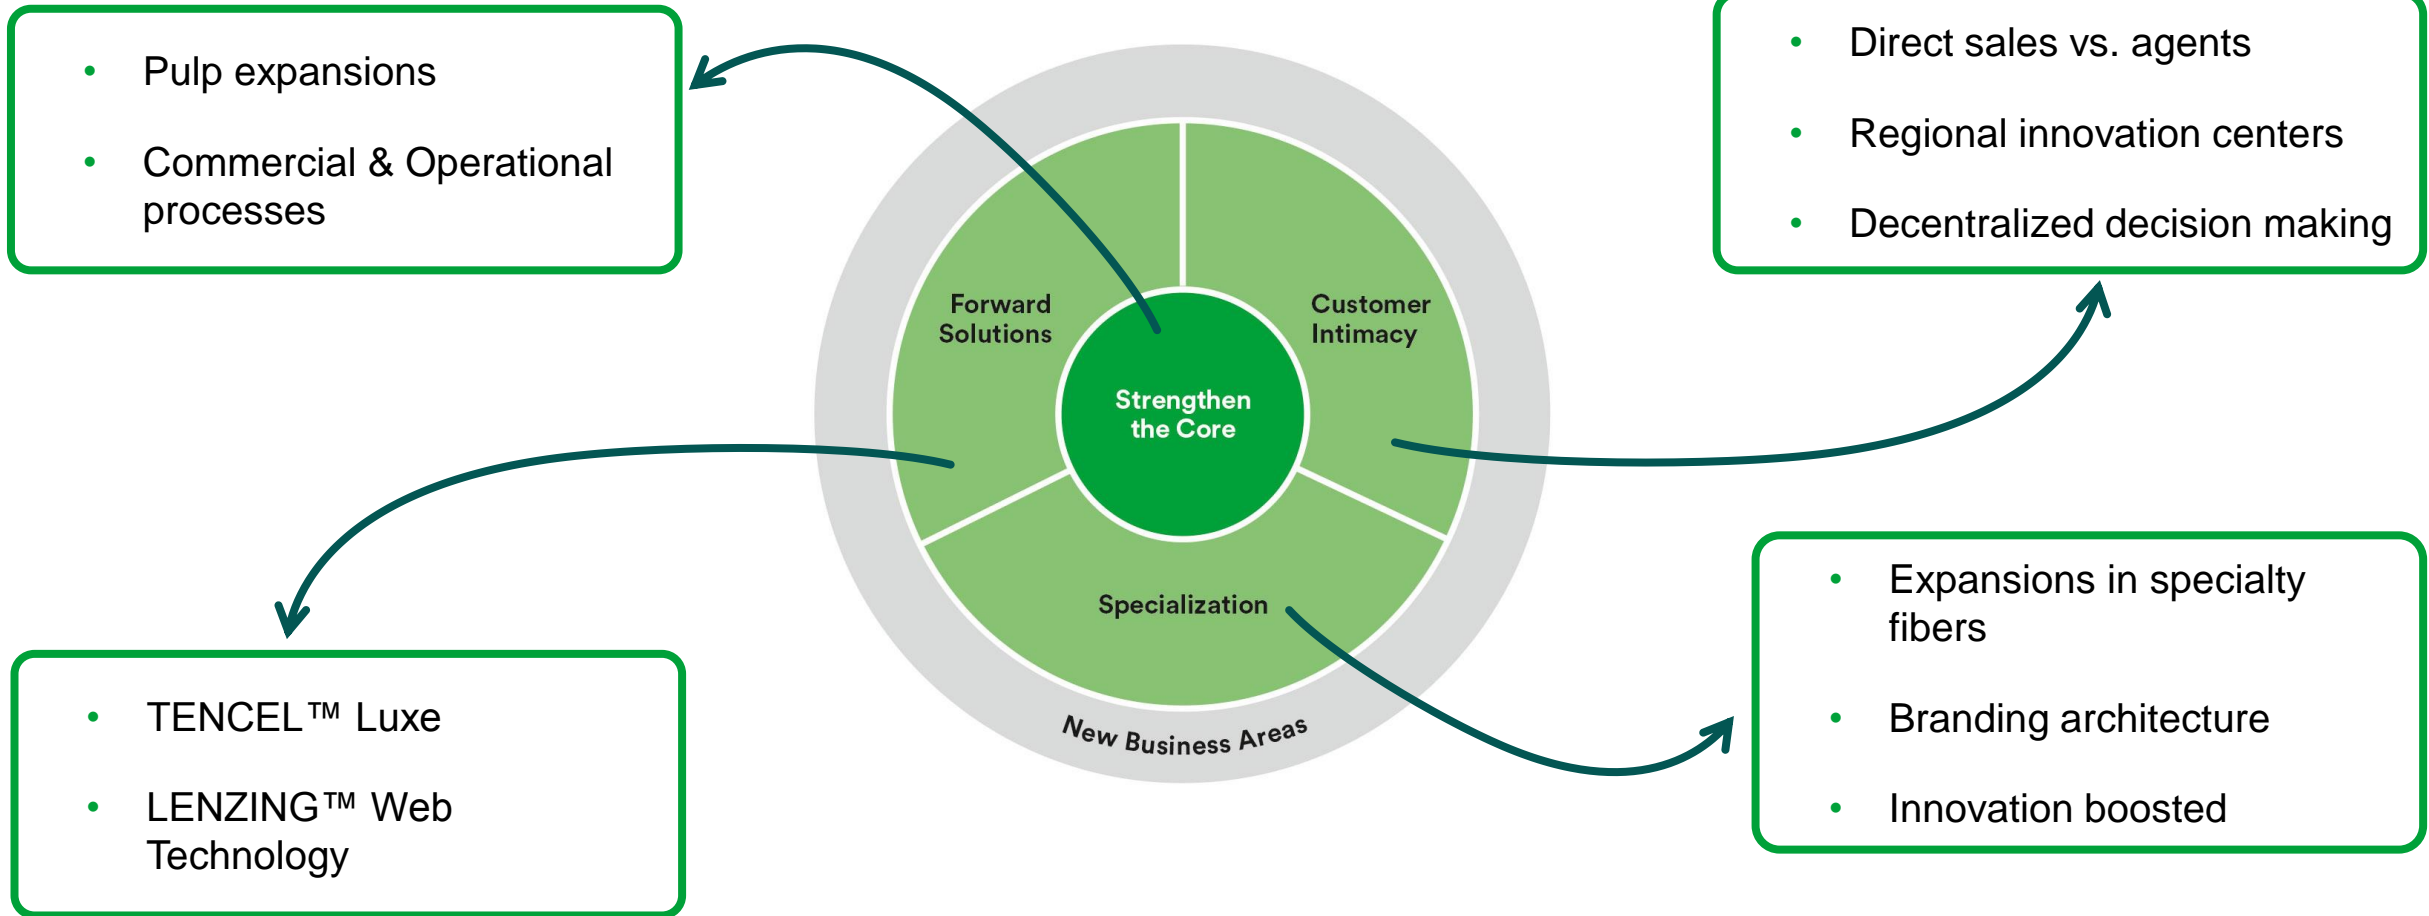 • Pulp expansions
• Commercial & Operational
processes
• Direct sales vs. agents
• Regional innovation centers
• Decentralized decision making
Forward
Solutions
Customer
Intimacy
Strengthen
the Core
Specialization
New Business Areas
• TENCEL™ Luxe
• LENZING™ Web
Technology
• Expansions in specialty
fibers
• Branding architecture
• Innovation boosted